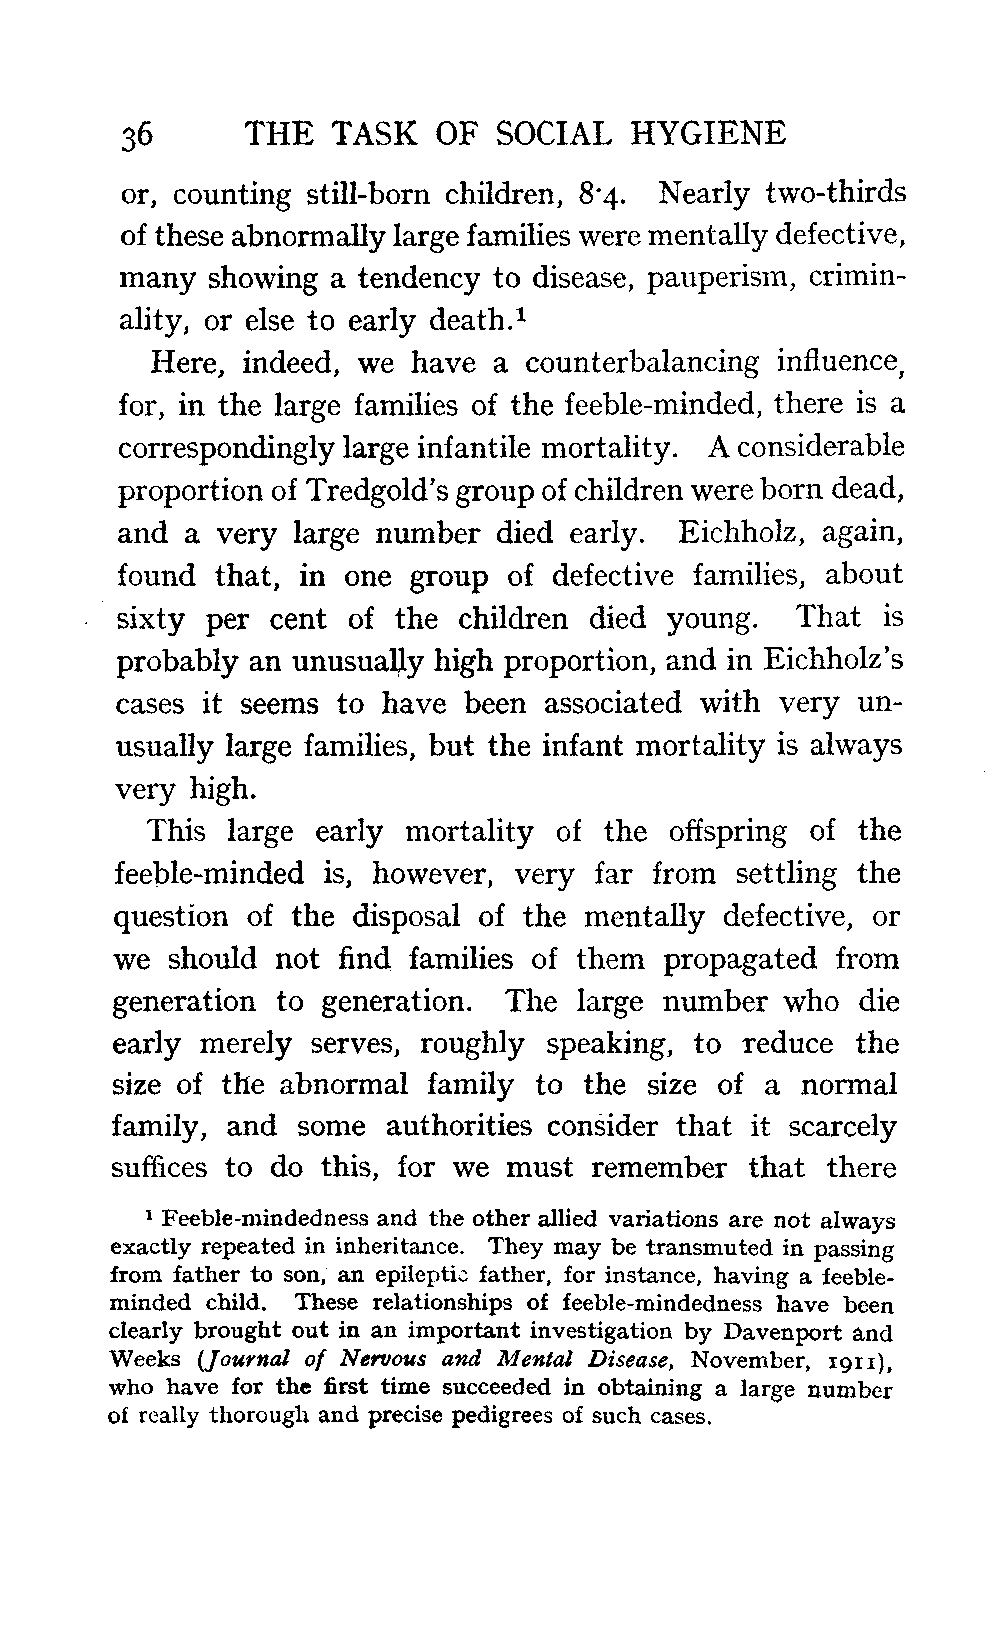 36 THE TASK OF SOCIAL HYGIENE
or, counting still-born children, 8·4. Nearly two-thirds
of these abnormally large families were mentally defective,
many showing a tendency to disease, pauperism, crimin-
ality, or else to early death.¹
Here, indeed, we have a counterbalancing influence,
for, in the large families of the feeble-minded, there is a
correspondingly large infantile mortality. A considerable
proportion of Tredgold's group of children were born dead,
and a very large number died early. Eichholz, again,
found that, in one group of defective families, about
sixty per cent of the children died young. That is
probably an unusually high proportion, and in Eichholz's
cases it seems to have been associated with very un-
usually large families, but the infant mortality is always
very high.
This large early mortality of the offspring of the
feeble-minded is, however, very far from settling the
question of the disposal of the mentally defective, or
we should not find families of them propagated from
generation to generation. The large number who die
early merely serves, roughly speaking, to reduce the
size of the abnormal family to the size of a normal
family, and some authorities consider that it scarcely
suffices to do this, for we must remember that there
¹ Feeble-mindedness and the other allied variations are not always
exactly repeated in inheritance. They may be transmuted in passing
from father to son, an epileptic father, for instance, having a feeble-
minded child. These relationships of feeble-mindedness have been
clearly brought out in an important investigation by Davenport and
Weeks (Journal of Nervous and Mental Disease, November, 1911),
who have for the first time succeeded in obtaining a large number
of really thorough and precise pedigrees of such cases.